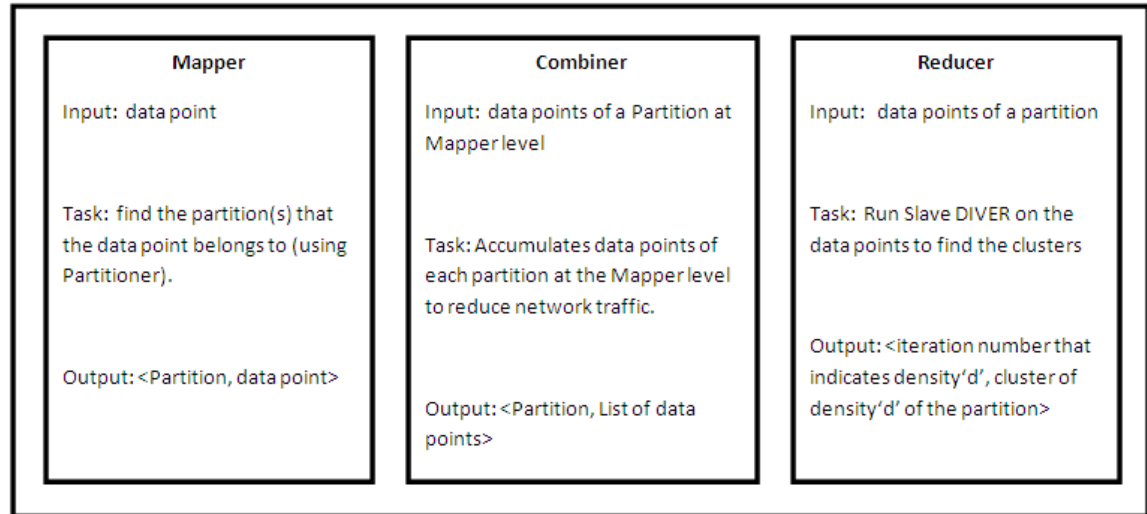 Mapper
Input: data point
Task: find the partition(s) that
the data point belongs to (using
Partitioner).
Output: <Partition, data point>
Combiner
Input: data points of a Partition at
Mapper level
Task: Accumulates data points of
each partition at the Mapper level
to reduce network traffic.
Output: <Partition, List of data
points>
Reducer
Input: data points of a partition
Task: Run Slave DIVER on the
data points to find the clusters
Output: <iteration number that
indicates density‘d’, cluster of
density‘d’ of the partition>